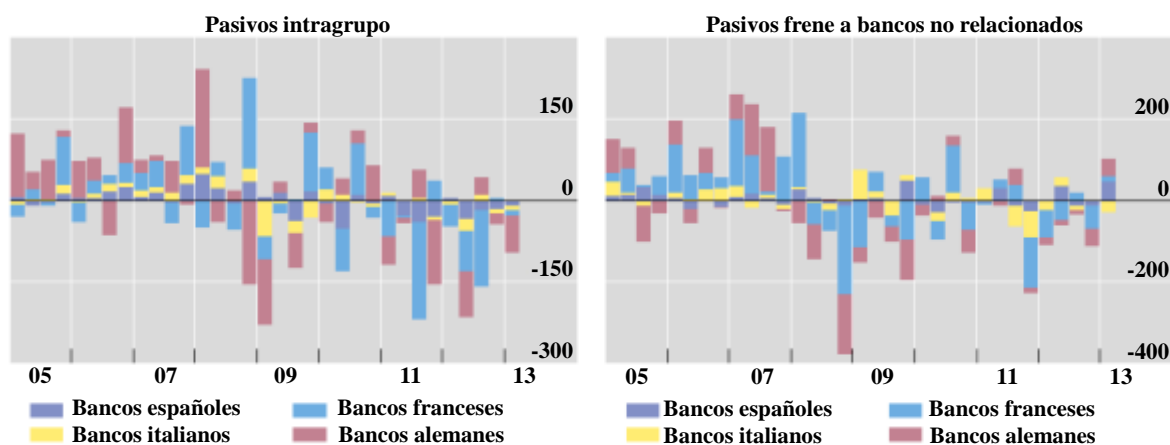 Pasivos intragrupo
150
0
-150
-300
05 07 09 11 13
Bancos españoles
Bancos franceses
Bancos italianos
Bancos alemanes
Pasivos frene a bancos no relacionados
200
0
-200
-400
05 07 09 11 13
Bancos españoles
Bancos franceses
Bancos italianos
Bancos alemanes